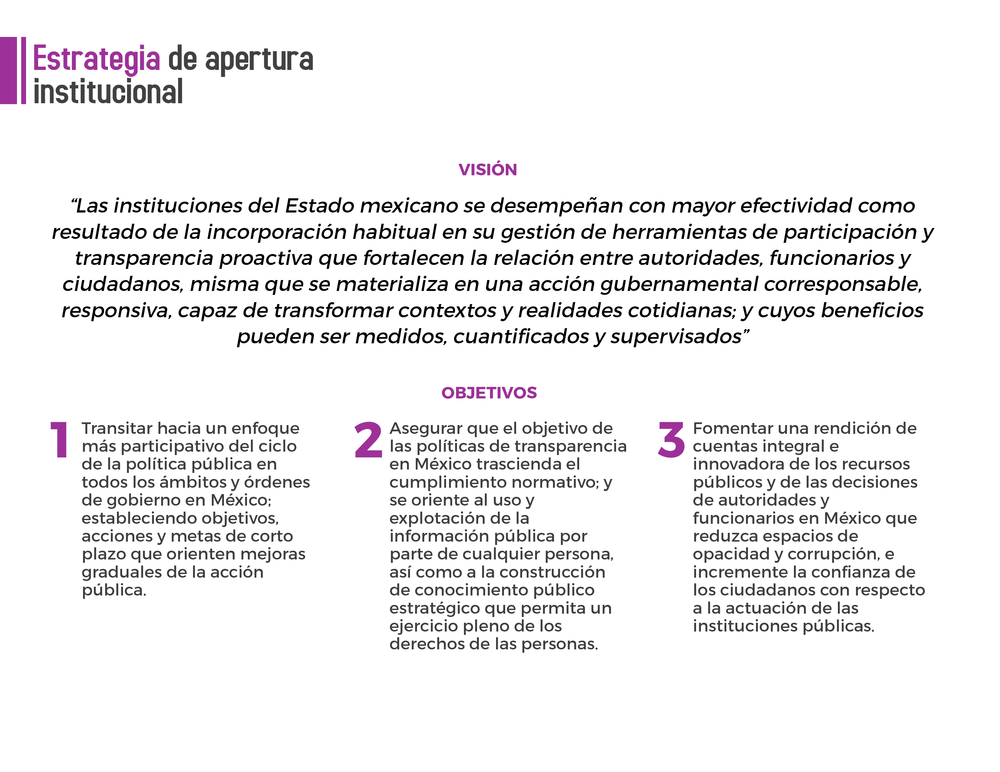 Estrategia de apertura
institucional
VISIÓN
“Las instituciones del Estado mexicano se desempeñan con mayor efectividad como
resultado de la incorporación habitual en su gestión de herramientas de participación y
transparencia proactiva que fortalecen la relación entre autoridades, funcionarios y
ciudadanos, misma que se materializa en una acción gubernamental corresponsable,
responsiva, capaz de transformar contextos y realidades cotidianas; y cuyos beneficios
pueden ser medidos, cuantificados y supervisados”
OBJETIVOS
1
Transitar hacia un enfoque
más participativo del ciclo
de la política pública en
todos los ámbitos y órdenes
de gobierno en México;
estableciendo objetivos,
acciones y metas de corto
plazo que orienten mejoras
graduales de la acción
pública.
2
Asegurar que el objetivo de
las políticas de transparencia
en México trascienda el
cumplimiento normativo; y
se oriente al uso y
explotación de la
información pública por
parte de cualquier persona,
así como a la construcción
de conocimiento público
estratégico que permita un
ejercicio pleno de los
derechos de las personas.
3
Fomentar una rendición de
cuentas integral e
innovadora de los recursos
públicos y de las decisiones
de autoridades y
funcionarios en México que
reduzca espacios de
opacidad y corrupción, e
incremente la confianza de
los ciudadanos con respecto
a la actuación de las
instituciones públicas.